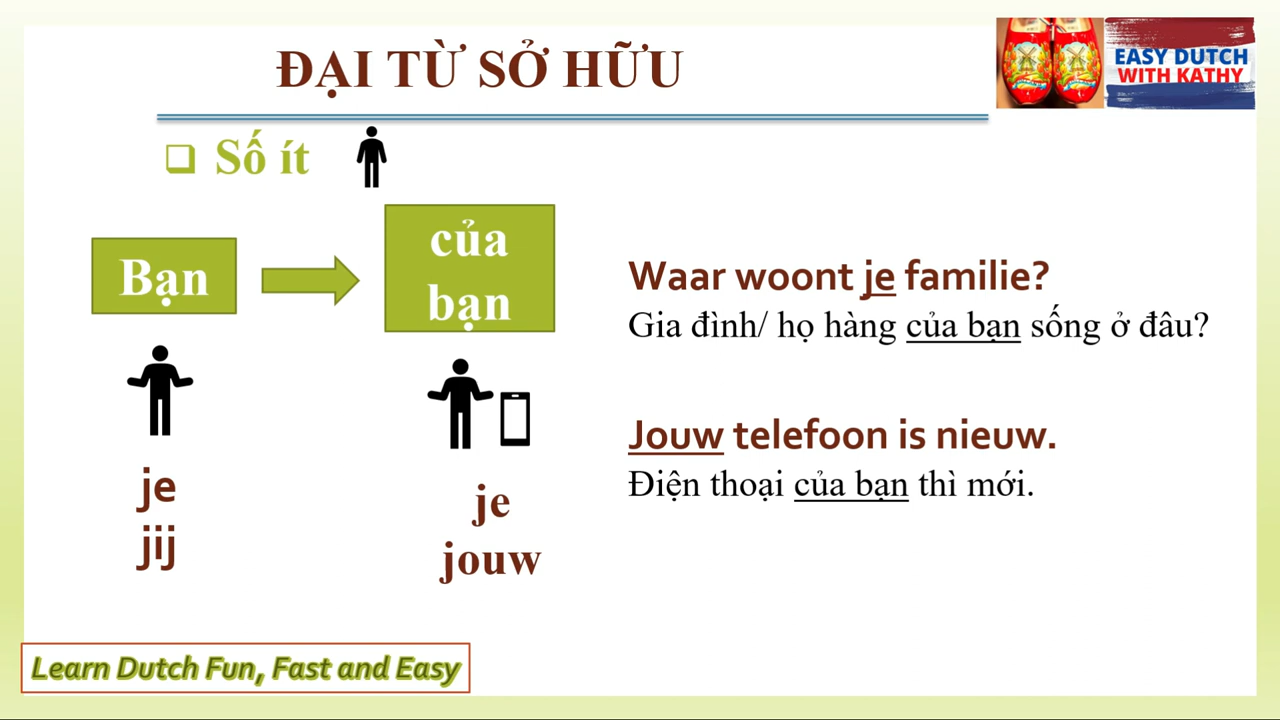 ĐẠI TỪ SỞ HỮU
EASY DUTCH
WITH KATHY
Số ít
Bạn
của
bạn
je
jij
je
jouw
Waar woont je familie?
Gia đình/ họ hàng của bạn sống ở đâu?
Jouw telefoon is nieuw.
Điện thoại của bạn thì mới.
Learn Dutch Fun, Fast and Easy